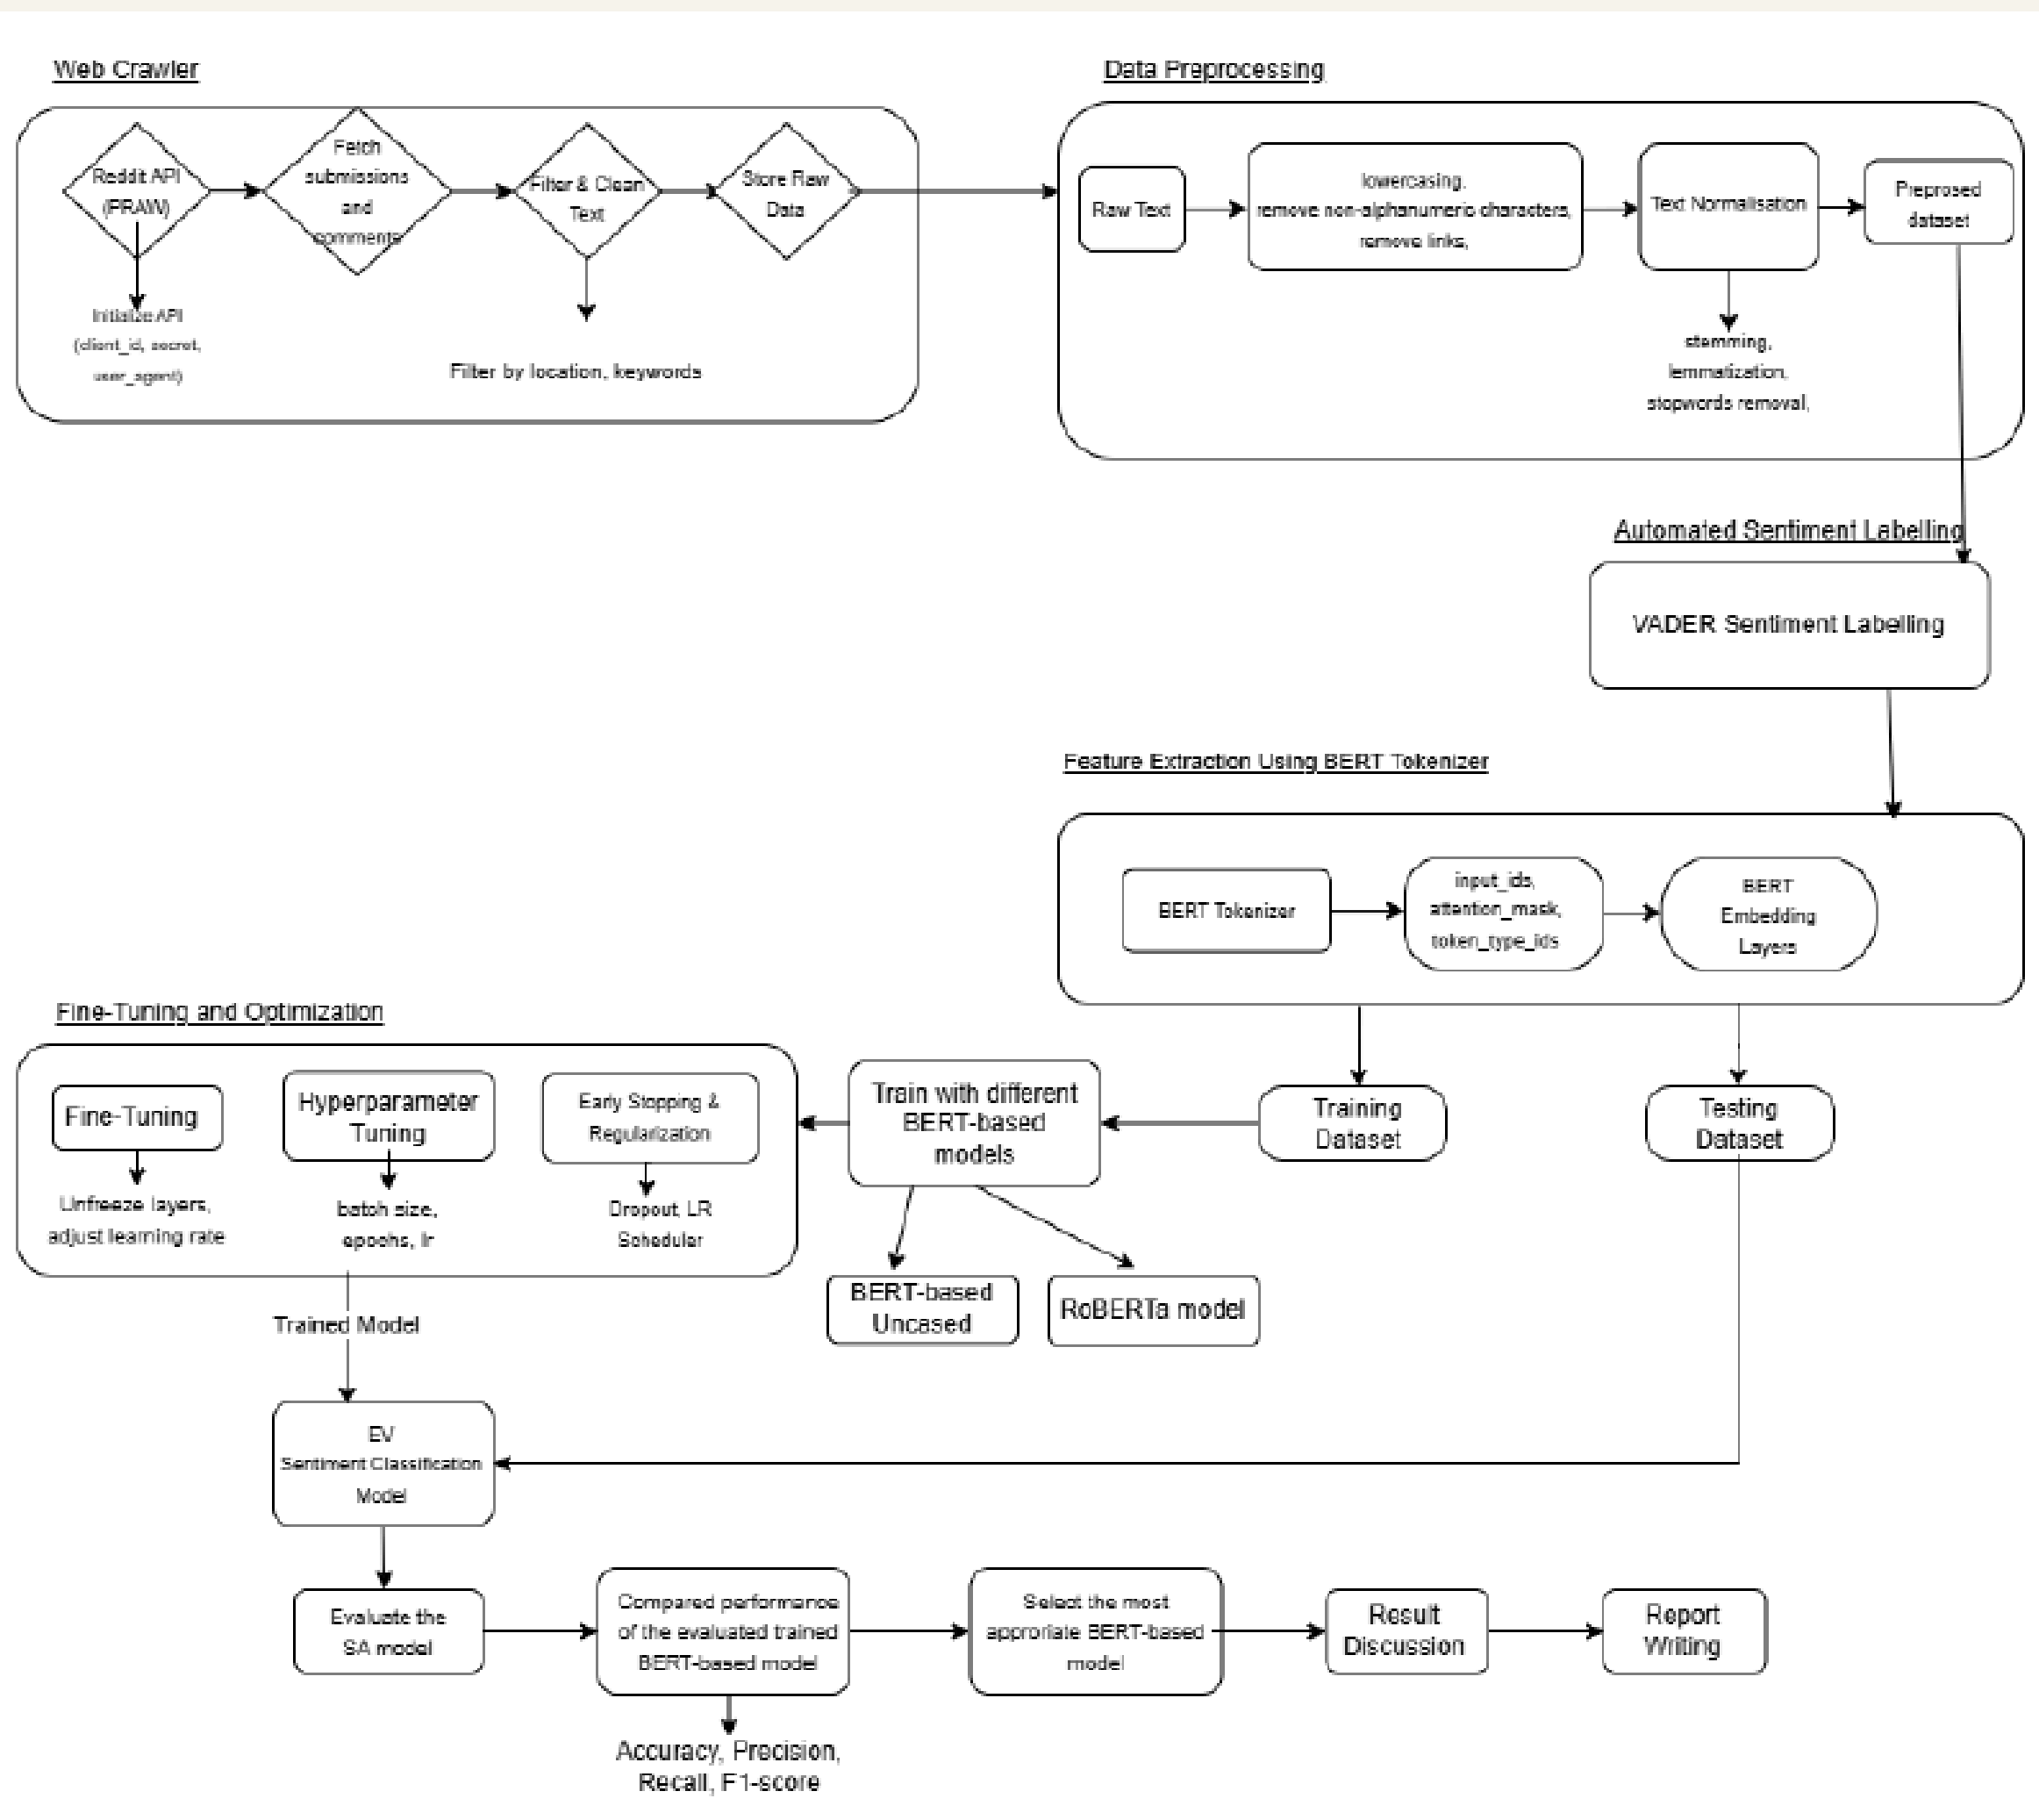 Web Crawler
Reddit API
(PRAW)
Initialize API
(client_id, secret,
user_agent)
Fetch
submissions
and
comments
Filter & Clean
Text
Filter by location, keywords
Store Raw
Data
Data Preprocessing
Raw Text
lowercasing,
remove non-alphanumeric characters,
remove links,
Text Normalisation
stemming,
lemmatization,
stopwords removal,
Preprosed
dataset
Automated Sentiment Labelling
VADER Sentiment Labelling
Feature Extraction Using BERT Tokenizer
BERT Tokenizer
input_ids,
attention_mask,
token_type_ids
BERT
Embedding
Layers
Training
Dataset
Testing
Dataset
Train with different
BERT-based
models
BERT-based
Uncased
RoBERTa model
Fine-Tuning and Optimization
Fine-Tuning
Unfreeze layers,
adjust learning rate
Hyperparameter
Tuning
batch size,
epochs, lr
Early Stopping &
Regularization
Dropout, LR
Scheduler
Trained Model
EV
Sentiment Classification
Model
Evaluate the
SA model
Compared performance
of the evaluated trained
BERT-based model
Accuracy, Precision,
Recall, F1-score
Select the most
approriate BERT-based
model
Result
Discussion
Report
Writing